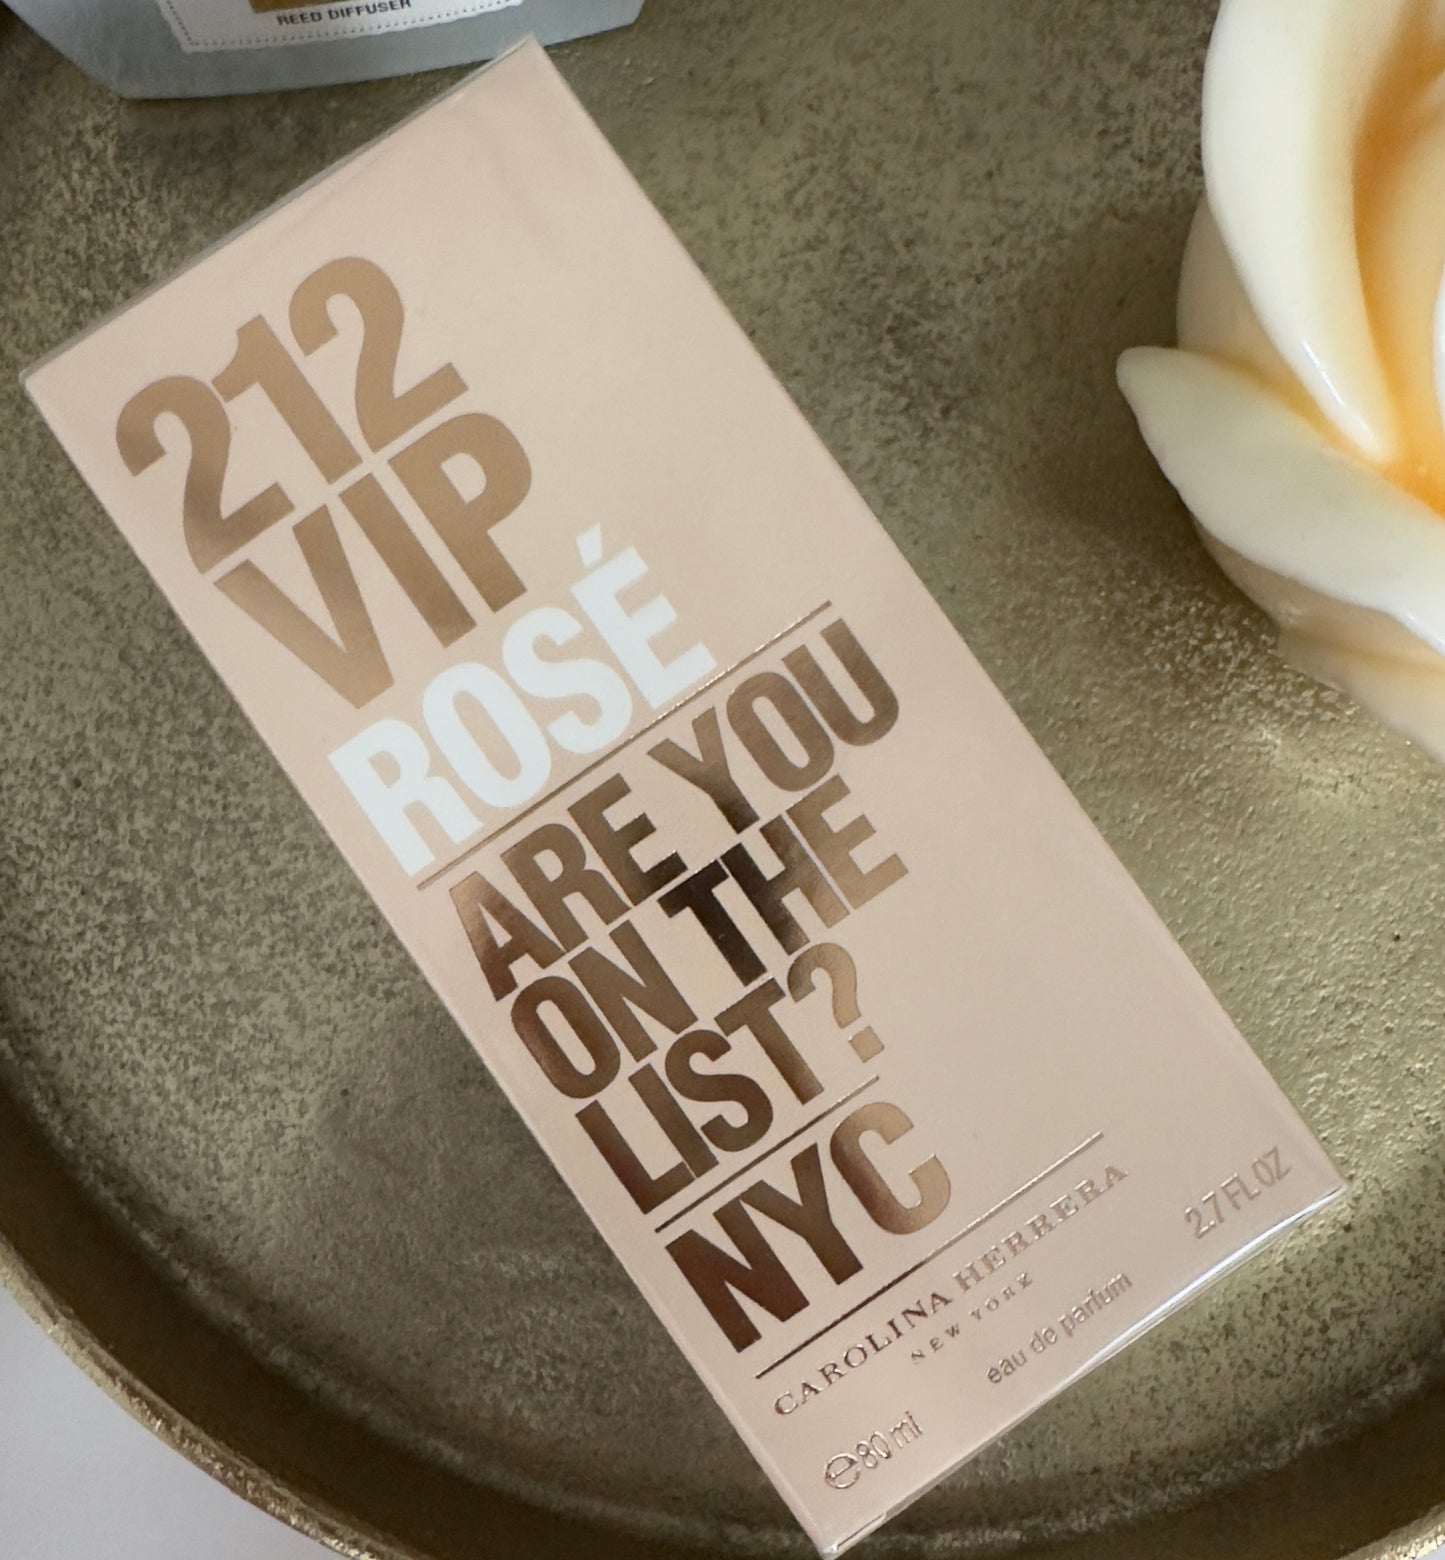 REED DIFFUSER
212
VIP
ROSÉ
ARE YOU
ON THE
LIST?
NYC
CAROLINA HERRERA
NEW YORK
eau de parfum
℮80 ml
2.7 FL OZ